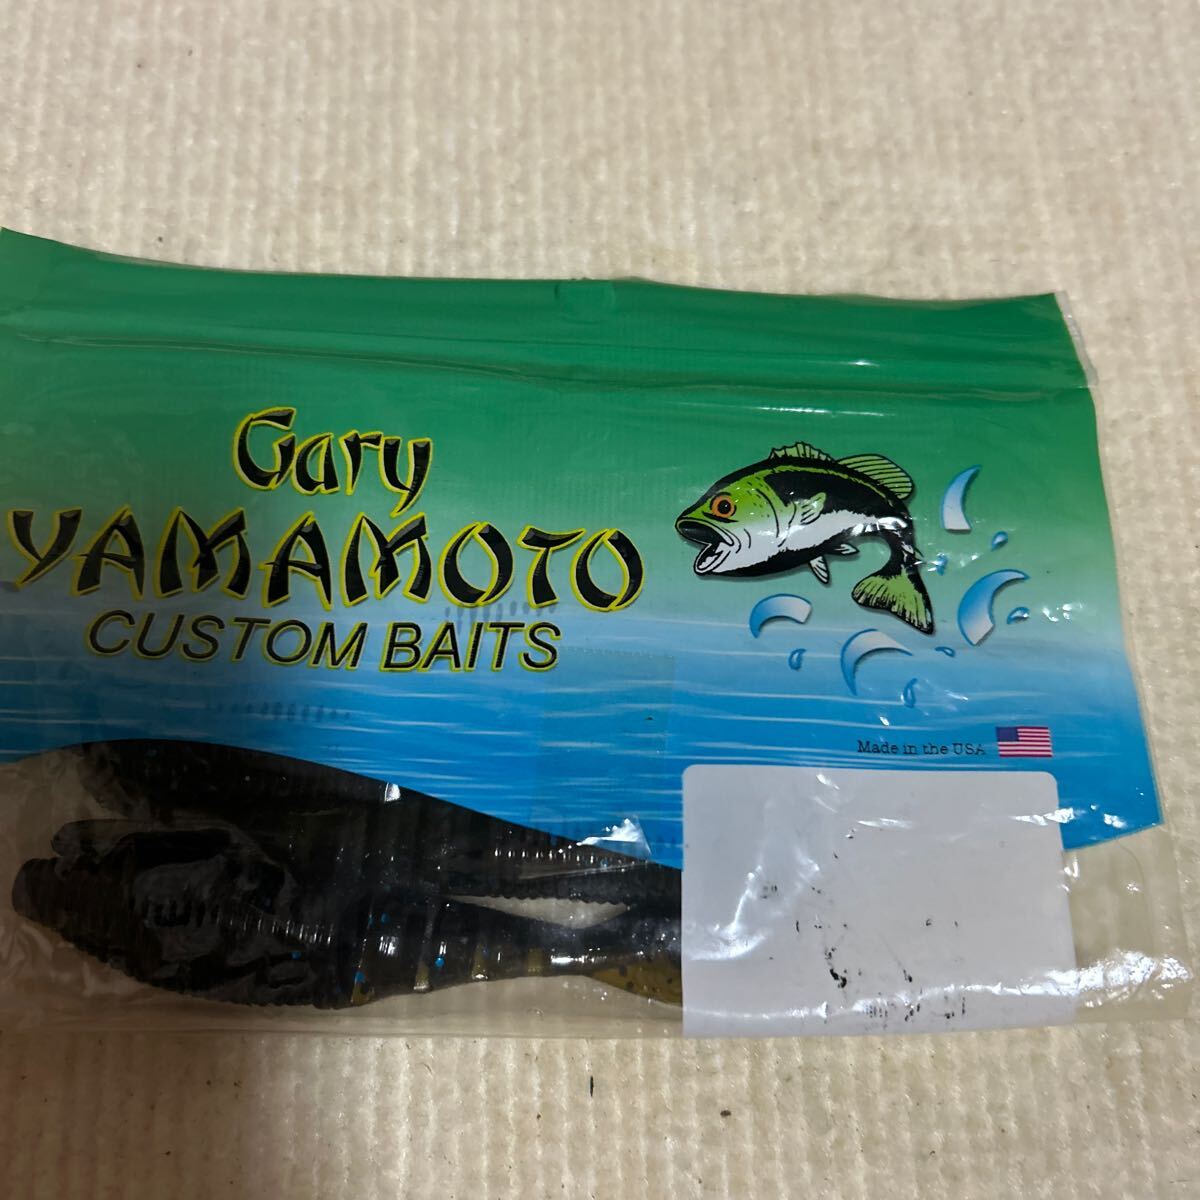 Gary
YAMAMOTO
CUSTOM BAITS
Made in the USA